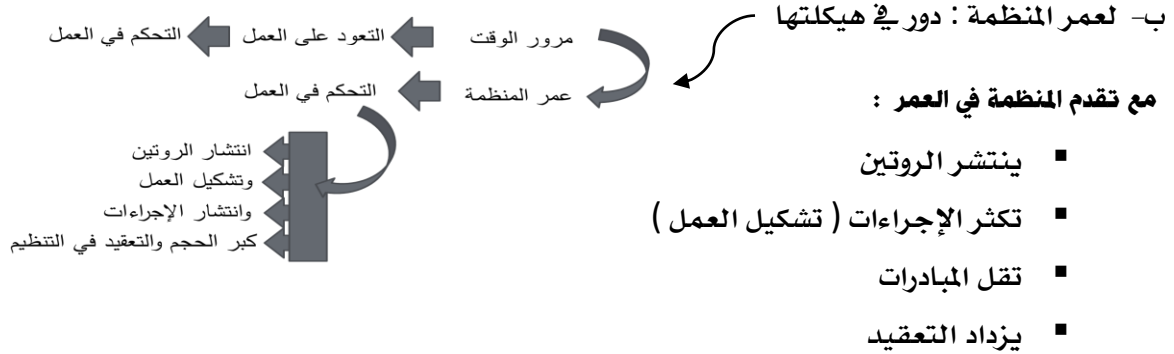 ب- لعمر المنظمة : دور في هيكلتها
مرور الوقت التعود على العمل التحكم في العمل
عمر المنظمة التحكم في العمل
انتشار الروتين
وتشكيل العمل
وانتشار الإجراءات
كبر الحجم والتعقيد في التنظيم
مع تقدم المنظمة في العمر :
▪ ينتشر الروتين
▪ تكثر الإجراءات ( تشكيل العمل )
▪ تقل المبادرات
▪ يزداد التعقيد